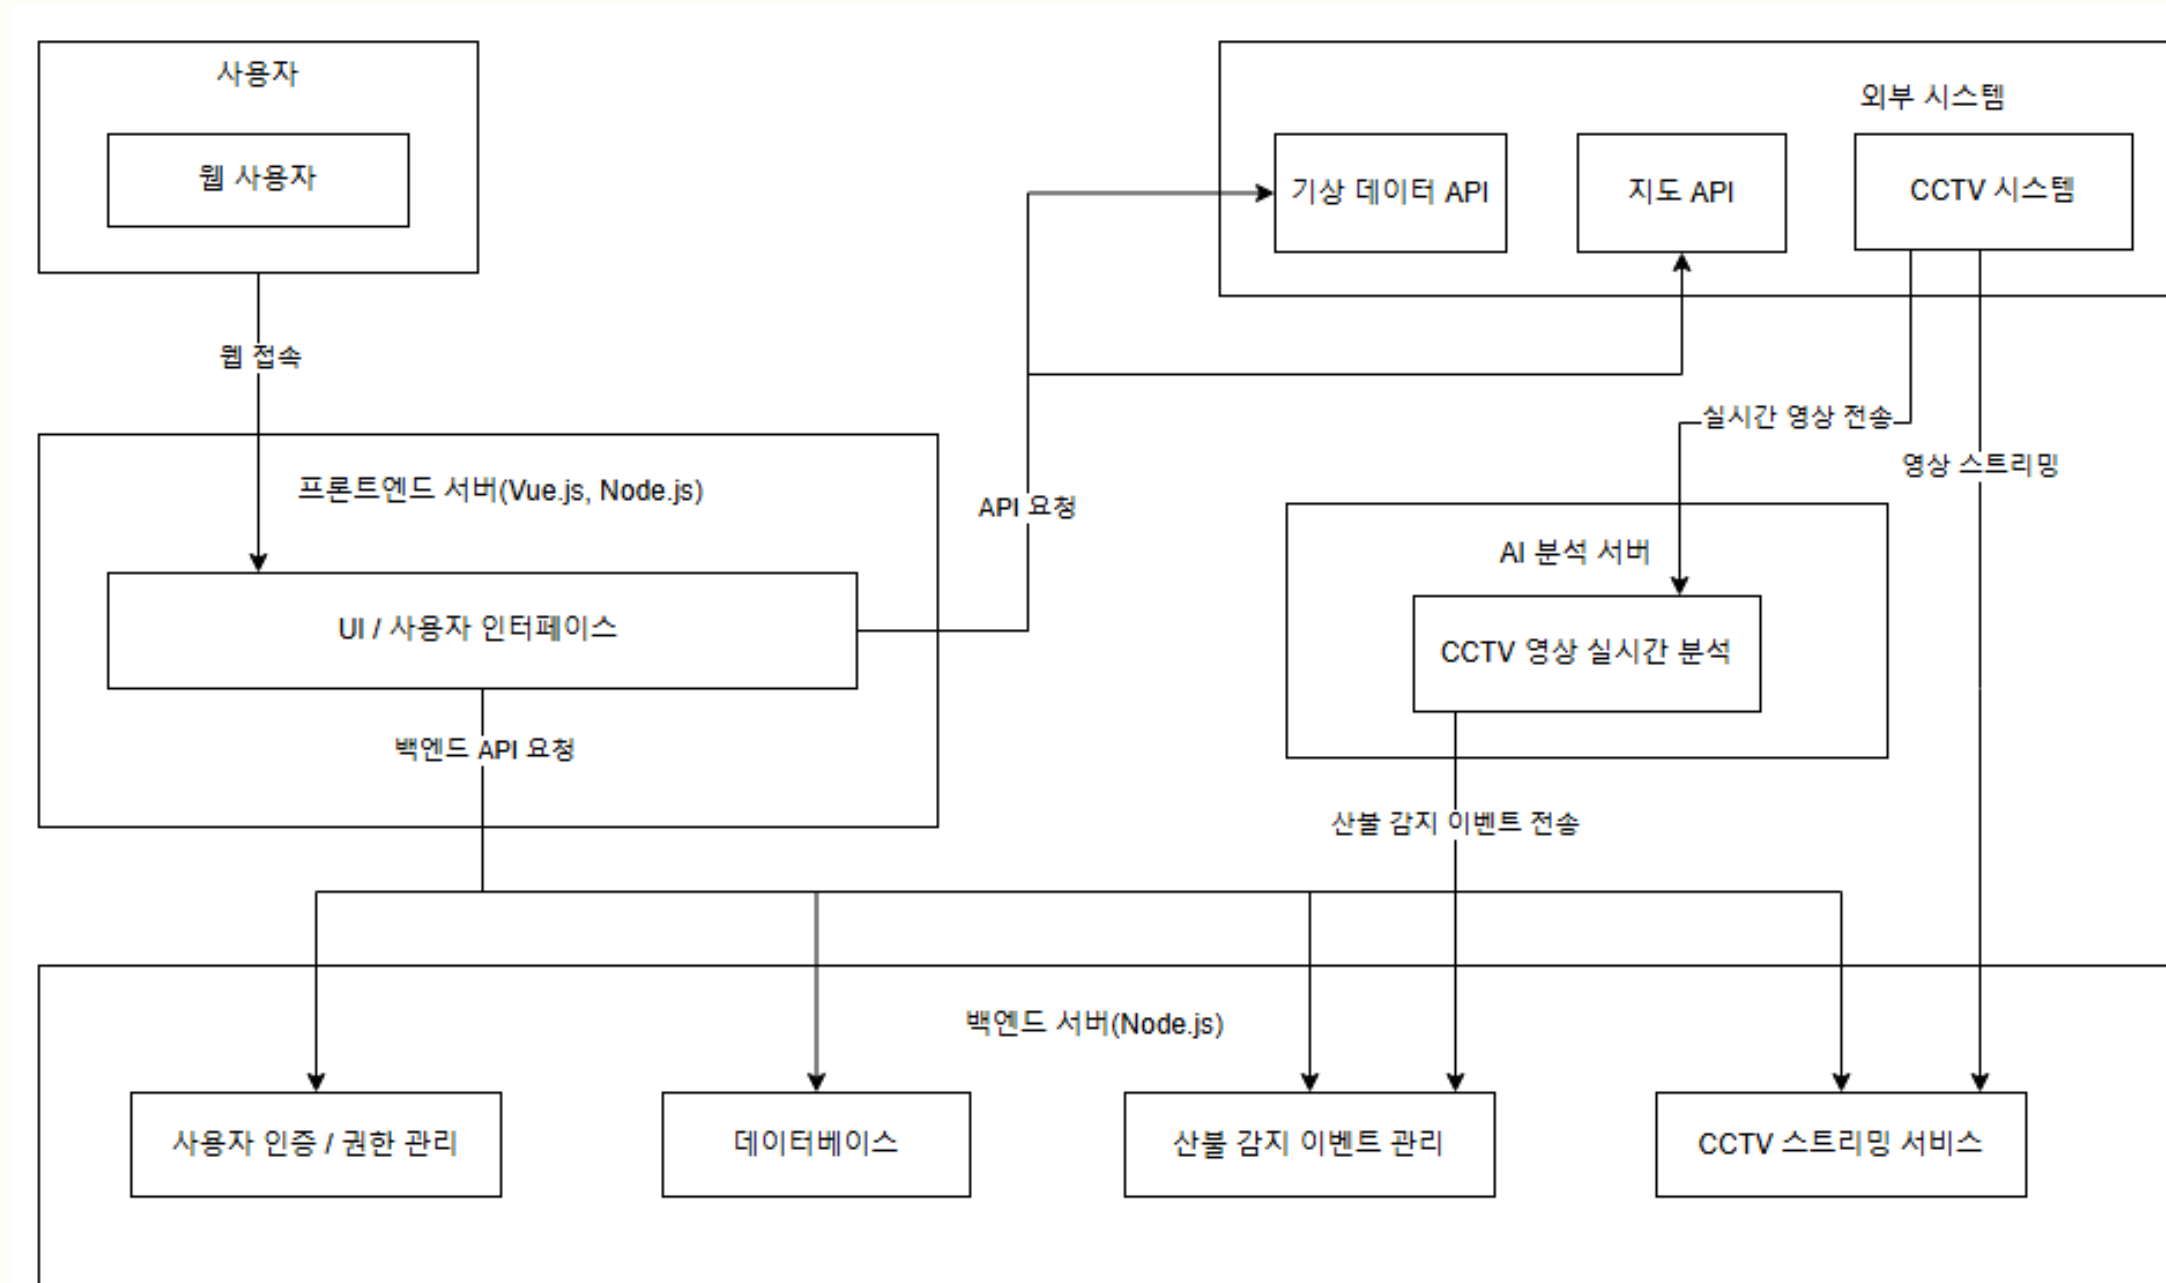 사용자
웹 사용자
외부 시스템
기상 데이터 API
지도 API
CCTV 시스템
웹 접속
실시간 영상 전송
영상 스트리밍
프론트엔드 서버(Vue.js, Node.js)
API 요청
AI 분석 서버
UI / 사용자 인터페이스
CCTV 영상 실시간 분석
백엔드 API 요청
산불 감지 이벤트 전송
백엔드 서버(Node.js)
사용자 인증 / 권한 관리
데이터베이스
산불 감지 이벤트 관리
CCTV 스트리밍 서비스